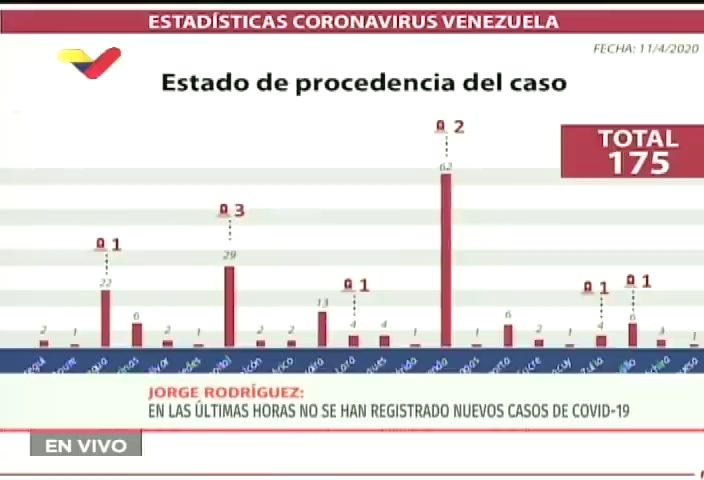 ESTADÍSTICAS CORONAVIRUS VENEZUELA
FECHA: 11/4/2020
Estado de procedencia del caso
TOTAL
175
2
62
3
29
1
22
1
1
1
13
6
6
6
4
4
4
3
2
1
2
1
2
2
1
1
2
1
1
Lara
Sucre
Zulia
JORGE RODRÍGUEZ:
EN LAS ÚLTIMAS HORAS NO SE HAN REGISTRADO NUEVOS CASOS DE COVID-19
EN VIVO